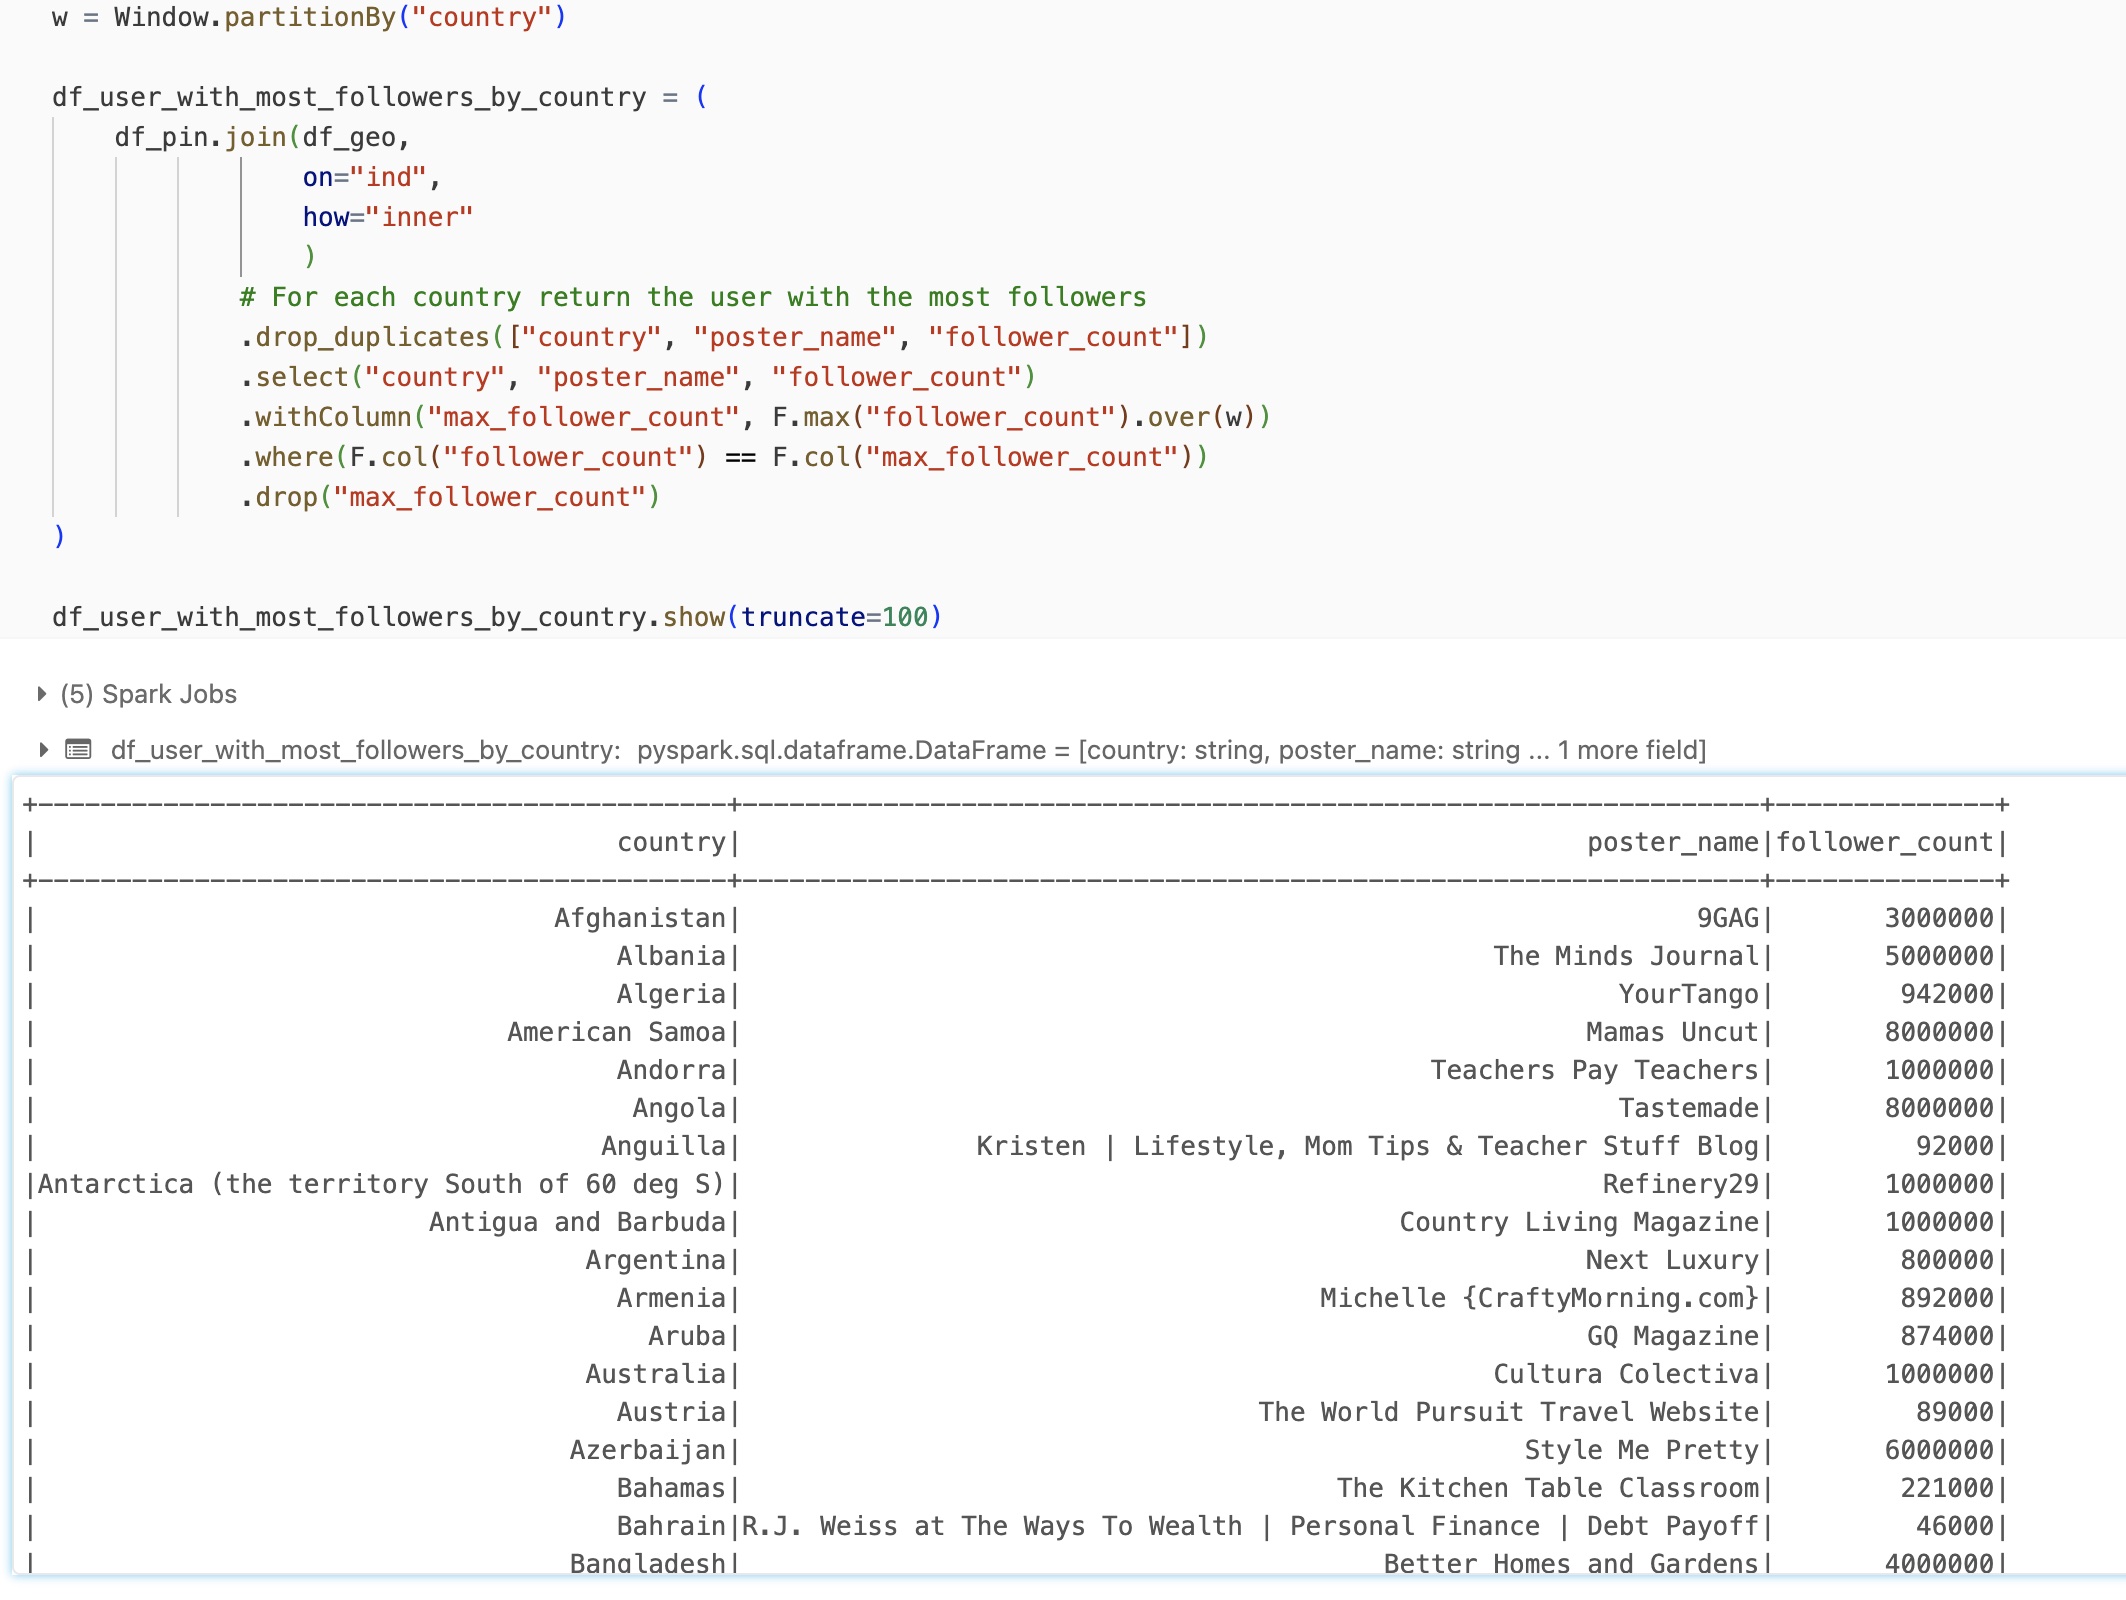 w = Window.partitionBy("country")
df_user_with_most_followers_by_country = (
df_pin.join(df_geo,
on="ind",
how="inner"
)
# For each country return the user with the most followers
.drop_duplicates(["country", "poster_name", "follower_count"])
.select("country", "poster_name", "follower_count")
.withColumn("max_follower_count", F.max("follower_count").over(w))
.where(F.col("follower_count") == F.col("max_follower_count"))
.drop("max_follower_count")
)
df_user_with_most_followers_by_country.show(truncate=100)
(5) Spark Jobs
df_user_with_most_followers_by_country: pyspark.sql.dataframe.DataFrame = [country: string, poster_name: string ... 1 more field]
+--------------------------------------------+-----------------------------------------------------------------+--------------+
| country| poster_name|follower_count|
+--------------------------------------------+-----------------------------------------------------------------+--------------+
| Afghanistan| 9GAG| 3000000|
| Albania| The Minds Journal| 5000000|
| Algeria| YourTango| 942000|
| American Samoa| Mamas Uncut| 8000000|
| Andorra| Teachers Pay Teachers| 1000000|
| Angola| Tastemade| 8000000|
| Anguilla| Kristen | Lifestyle, Mom Tips & Teacher Stuff Blog| 92000|
|Antarctica (the territory South of 60 deg S)| Refinery29| 1000000|
| Antigua and Barbuda| Country Living Magazine| 1000000|
| Argentina| Next Luxury| 800000|
| Armenia| Michelle {CraftyMorning.com}| 892000|
| Aruba| GQ Magazine| 874000|
| Australia| Cultura Colectiva| 1000000|
| Austria| The World Pursuit Travel Website| 89000|
| Azerbaijan| Style Me Pretty| 6000000|
| Bahamas| The Kitchen Table Classroom| 221000|
| Bahrain|R.J. Weiss at The Ways To Wealth | Personal Finance | Debt Payoff| 46000|
| Bangladesh| Better Homes and Gardens| 4000000|